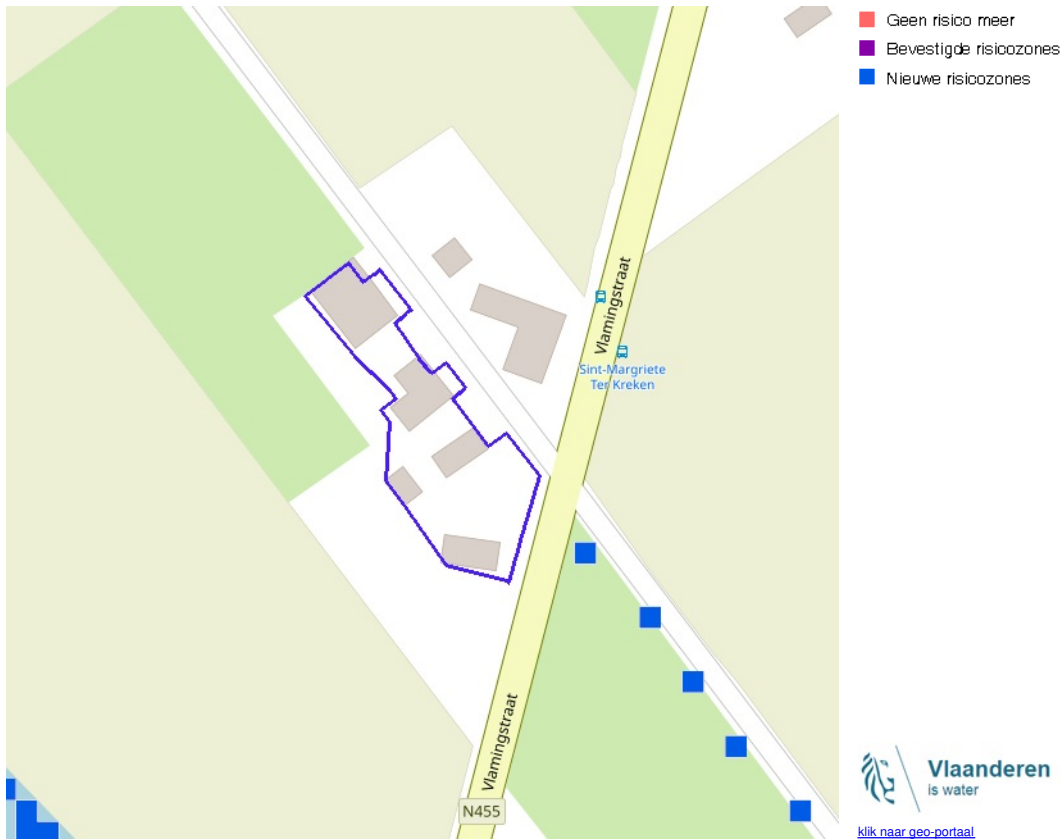 Geen risico meer
Bevestigde risicozones
Nieuwe risicozones
Vlamingstraat
Sint-Margriete
Ter Kreken
Vlamingstraat
N455
Vlaanderen
is water
klik naar geo-portaal